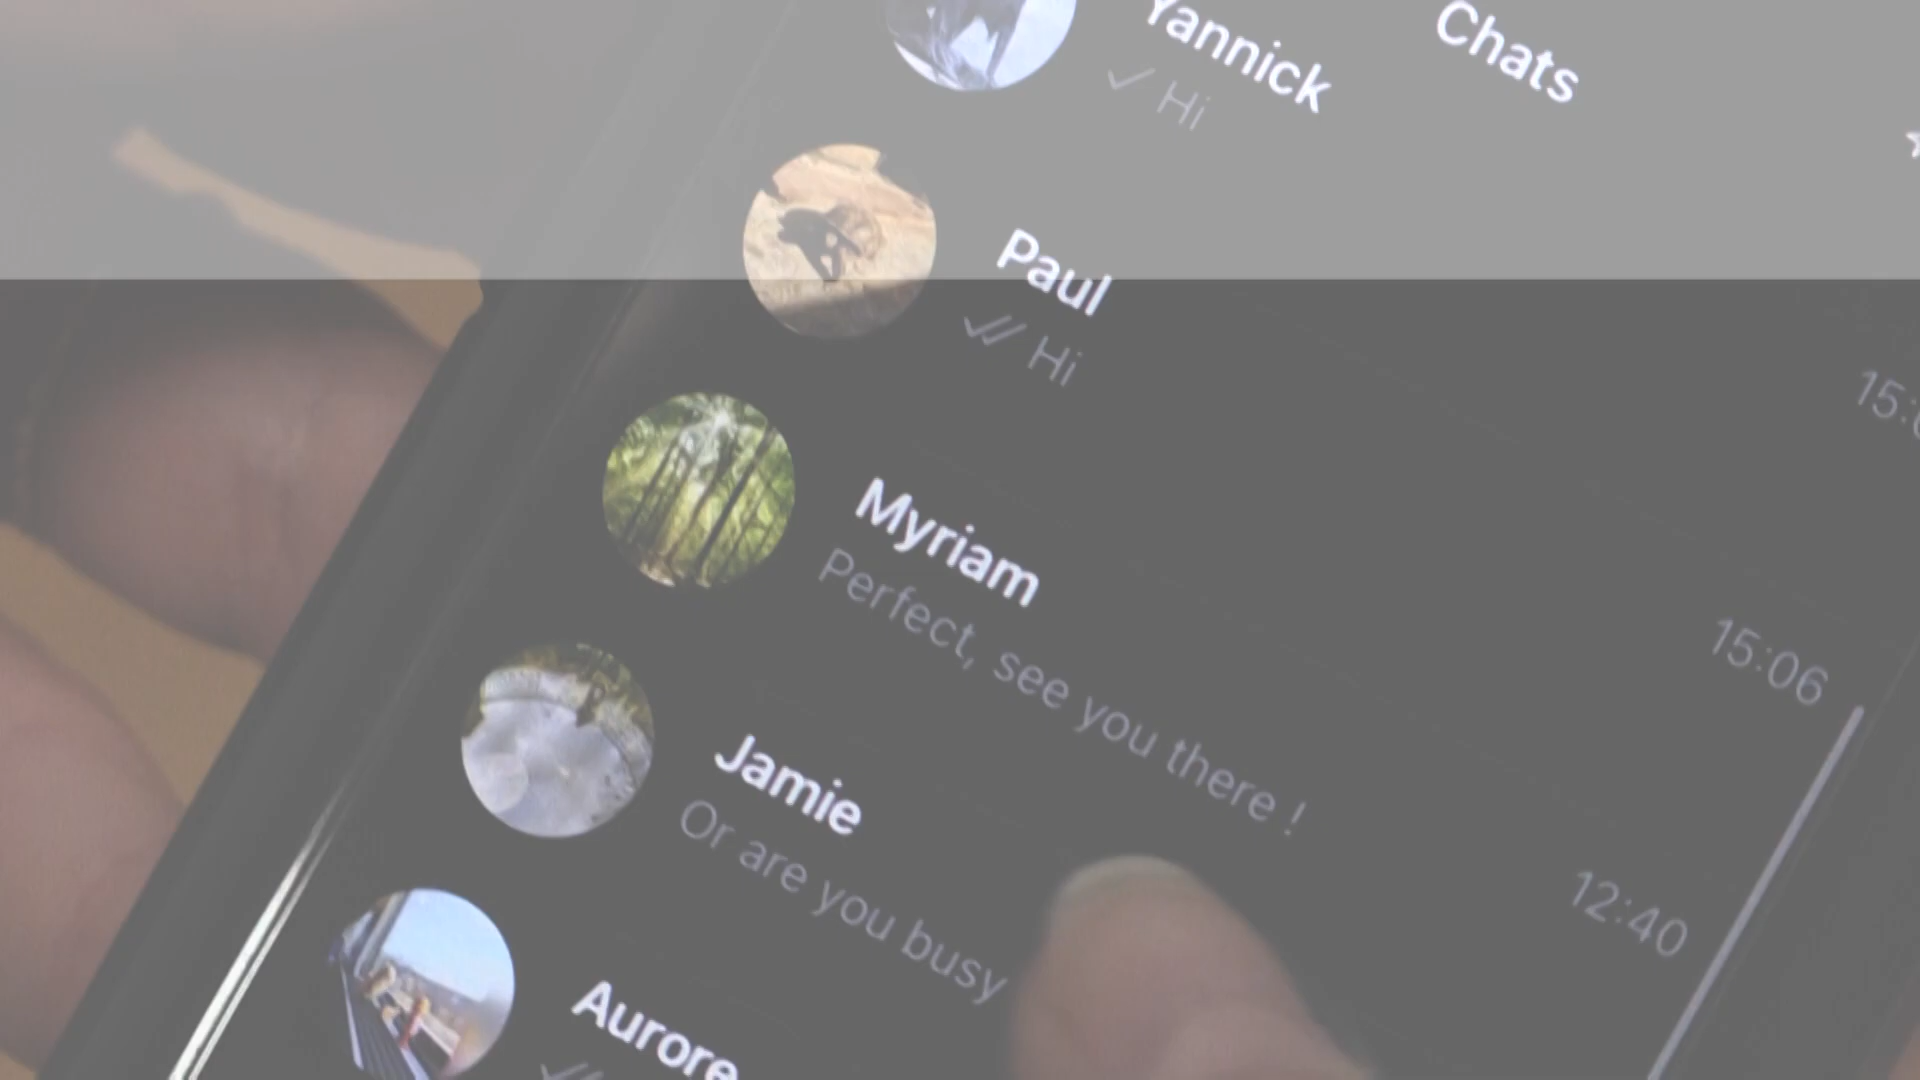 Chats
Yannick
Hi
Paul
Hi
Myriam
15:06
Perfect, see you there !
Jamie
12:40
Or are you busy
Aurore